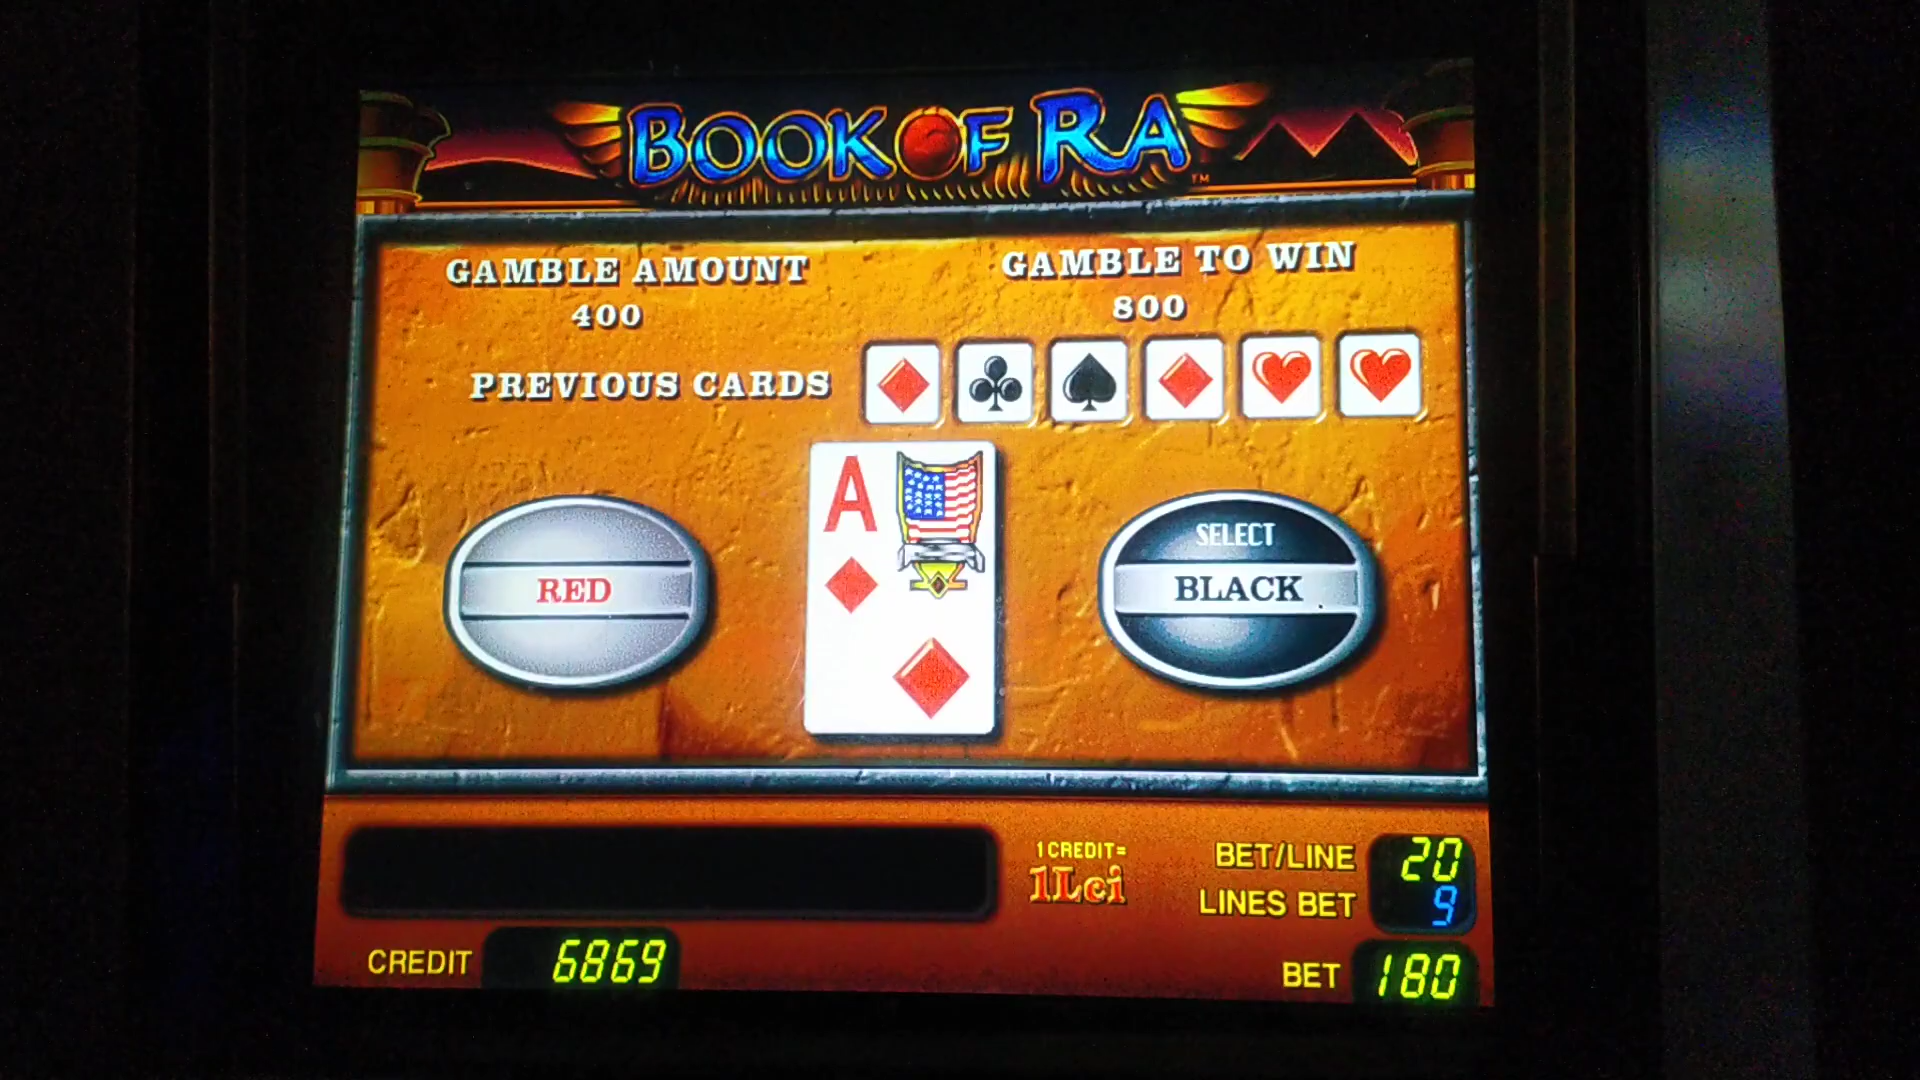 BOOK OF RA™
GAMBLE AMOUNT
400
GAMBLE TO WIN
800
PREVIOUS CARDS
A
RED
SELECT
BLACK
1 CREDIT=
1Lei
BET/LINE 20
LINES BET 9
CREDIT 6869
BET 180